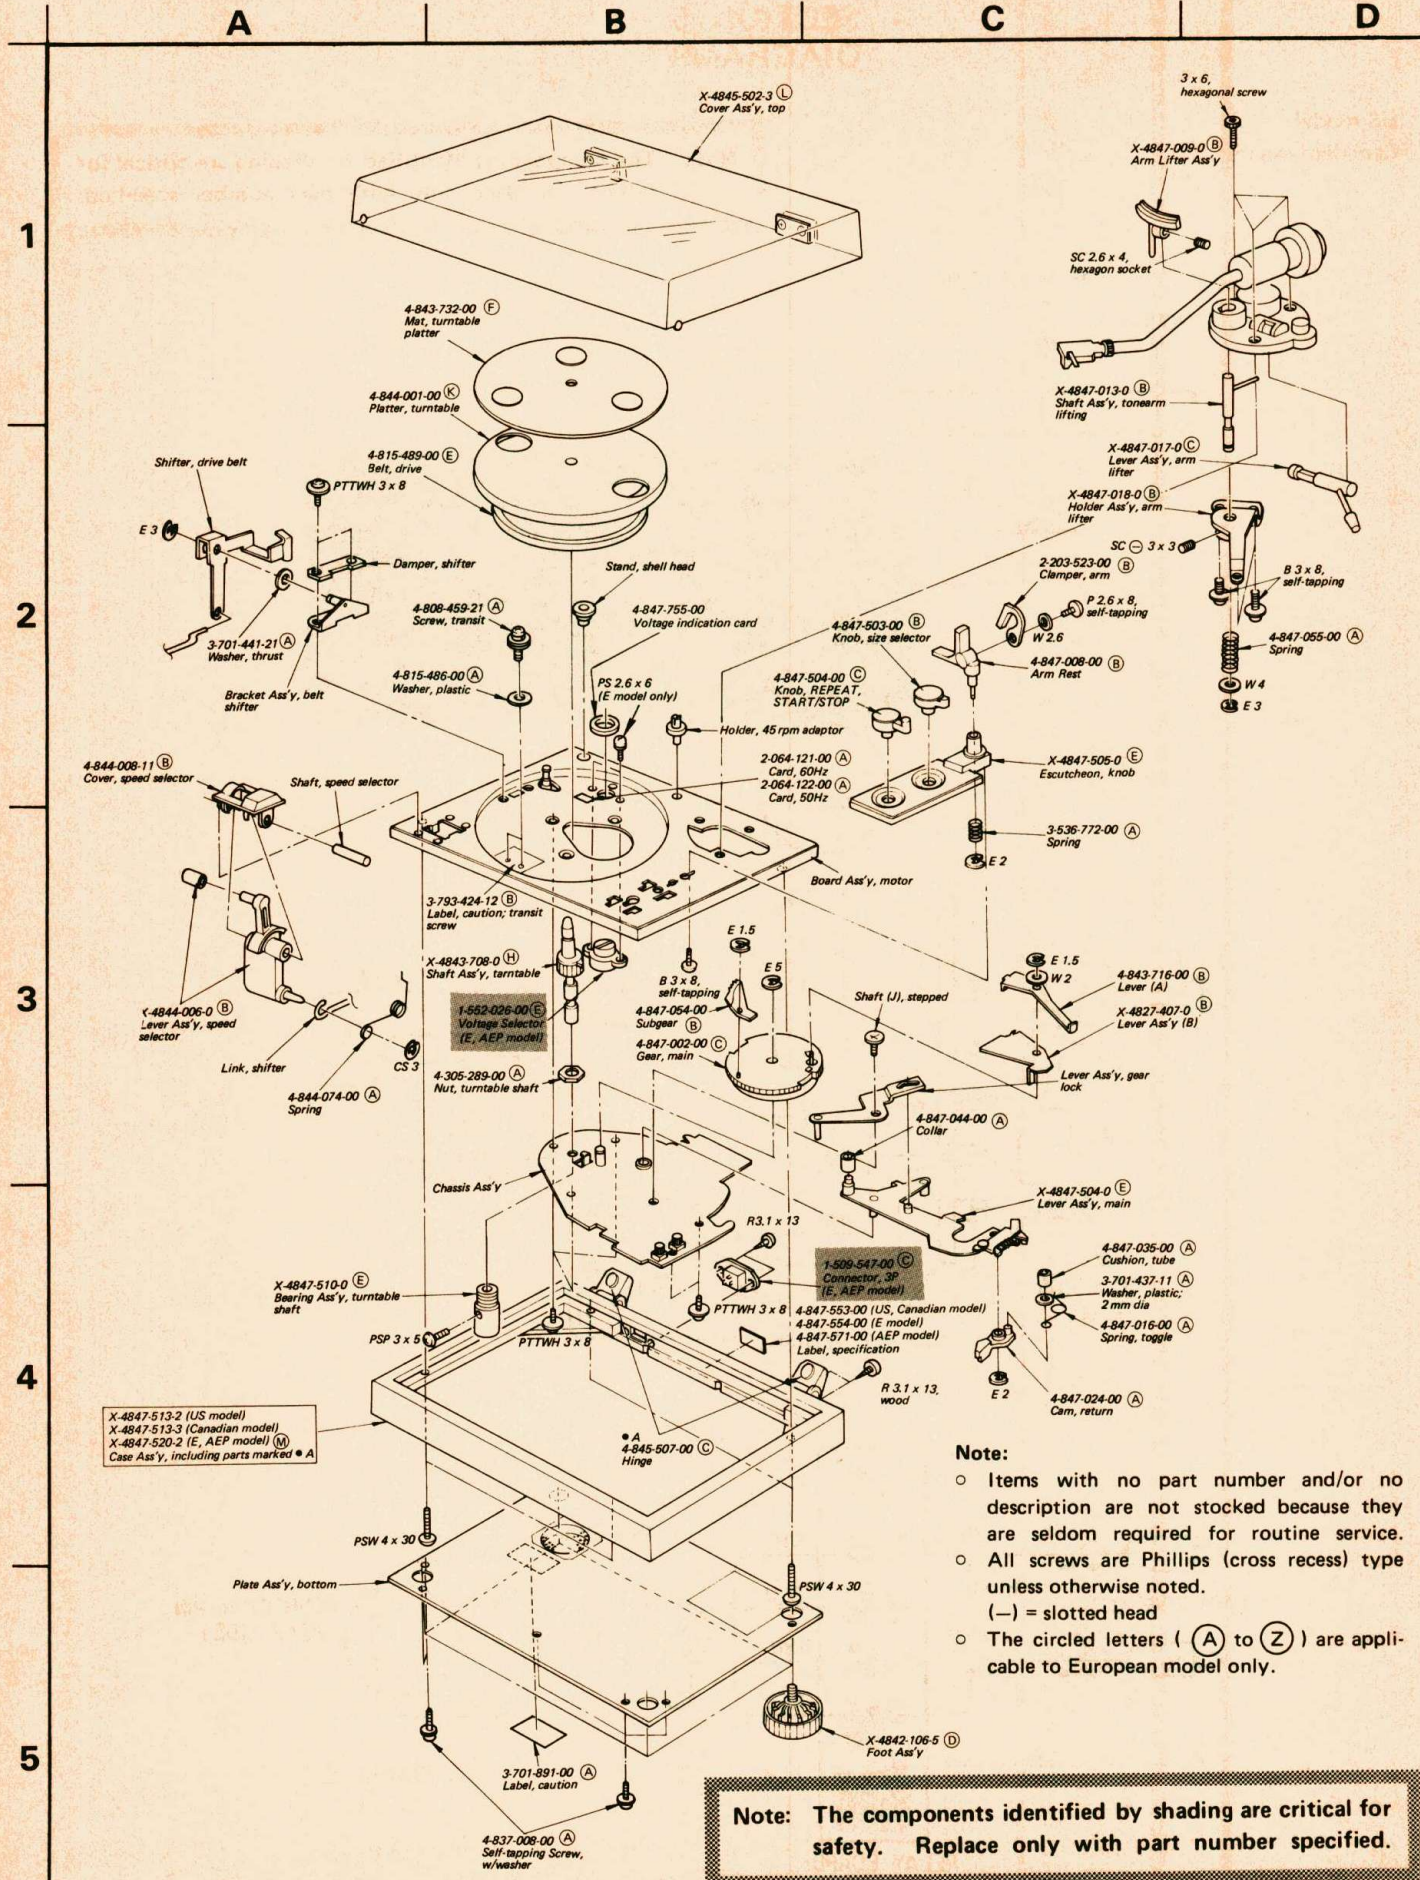 A B C D
1
2
3
4
5
X-4845-502-3 Ⓛ
Cover Ass'y, top
3 x 6,
hexagonal screw
X-4847-009-0 Ⓑ
Arm Lifter Ass'y
SC 2.6 x 4,
hexagon socket
4-843-732-00 Ⓕ
Mat, turntable
platter
4-844-001-00 Ⓚ
Platter, turntable
X-4847-013-0 Ⓑ
Shaft Ass'y, tonearm
lifting
4-815-489-00 Ⓔ
Belt, drive
X-4847-017-0 Ⓒ
Lever Ass'y, arm
lifter
X-4847-018-0 Ⓑ
Holder Ass'y, arm
lifter
SC ⊖ 3 x 3
B 3 x 8,
self-tapping
Shifter, drive belt
PTTWH 3 x 8
E 3
Damper, shifter
Stand, shell head
2-203-523-00 Ⓑ
Clamper, arm
P 2.6 x 8,
self-tapping
W 2.6
4-808-459-21 Ⓐ
Screw, transit
4-847-755-00
Voltage indication card
4-847-503-00 Ⓑ
Knob, size selector
4-847-055-00 Ⓐ
Spring
3-701-441-21 Ⓐ
Washer, thrust
4-847-008-00 Ⓑ
Arm Rest
4-815-486-00 Ⓐ
Washer, plastic
PS 2.6 x 6
(E model only)
4-847-504-00 Ⓒ
Knob, REPEAT,
START/STOP
W 4
E 3
Bracket Ass'y, belt
shifter
Holder, 45 rpm adaptor
4-844-008-11 Ⓑ
Cover, speed selector
Shaft, speed selector
2-064-121-00 Ⓐ
Card, 60Hz
2-064-122-00 Ⓐ
Card, 50Hz
X-4847-505-0 Ⓔ
Escutcheon, knob
3-536-772-00 Ⓐ
Spring
E 2
Board Ass'y, motor
3-793-424-12 Ⓑ
Label, caution; transit
screw
E 1.5
X-4843-708-0 Ⓗ
Shaft Ass'y, tarntable
E 5
E 1.5
W 2
B 3 x 8,
self-tapping
4-843-716-00 Ⓑ
Lever (A)
X-4844-006-0 Ⓑ
Lever Ass'y, speed
selector
1-552-026-00 Ⓔ
Voltage Selector
(E, AEP model)
4-847-054-00
Subgear Ⓑ
Shaft (J), stepped
X-4827-407-0 Ⓑ
Lever Ass'y (B)
4-847-002-00 Ⓒ
Gear, main
Link, shifter
CS 3
4-305-289-00 Ⓐ
Nut, turntable shaft
Lever Ass'y, gear
lock
4-844-074-00 Ⓐ
Spring
4-847-044-00 Ⓐ
Collar
Chassis Ass'y
X-4847-504-0 Ⓔ
Lever Ass'y, main
R3.1 x 13
X-4847-510-0 Ⓔ
Bearing Ass'y, turntable
shaft
1-509-547-00 Ⓒ
Connector, 3P
(E, AEP model)
4-847-035-00 Ⓐ
Cushion, tube
3-701-437-11 Ⓐ
Washer, plastic;
2 mm dia
4-847-016-00 Ⓐ
Spring, toggle
PSP 3 x 5
PTTWH 3 x 8
PTTWH 3 x 8
4-847-553-00 (US, Canadian model)
4-847-554-00 (E model)
4-847-571-00 (AEP model)
Label, specification
R 3.1 x 13,
wood
E 2
4-847-024-00 Ⓐ
Cam, return
X-4847-513-2 (US model)
X-4847-513-3 (Canadian model)
X-4847-520-2 (E, AEP model) Ⓜ
Case Ass'y, including parts marked ● A
● A
4-845-507-00 Ⓒ
Hinge
PSW 4 x 30
Plate Ass'y, bottom
PSW 4 x 30
Note:
○ Items with no part number and/or no
description are not stocked because they
are seldom required for routine service.
○ All screws are Phillips (cross recess) type
unless otherwise noted.
(—) = slotted head
○ The circled letters ( Ⓐ to Ⓩ ) are appli-
cable to European model only.
X-4842-106-5 Ⓓ
Foot Ass'y
3-701-891-00 Ⓐ
Label, caution
4-837-008-00 Ⓐ
Self-tapping Screw,
w/washer
Note: The components identified by shading are critical for
safety. Replace only with part number specified.